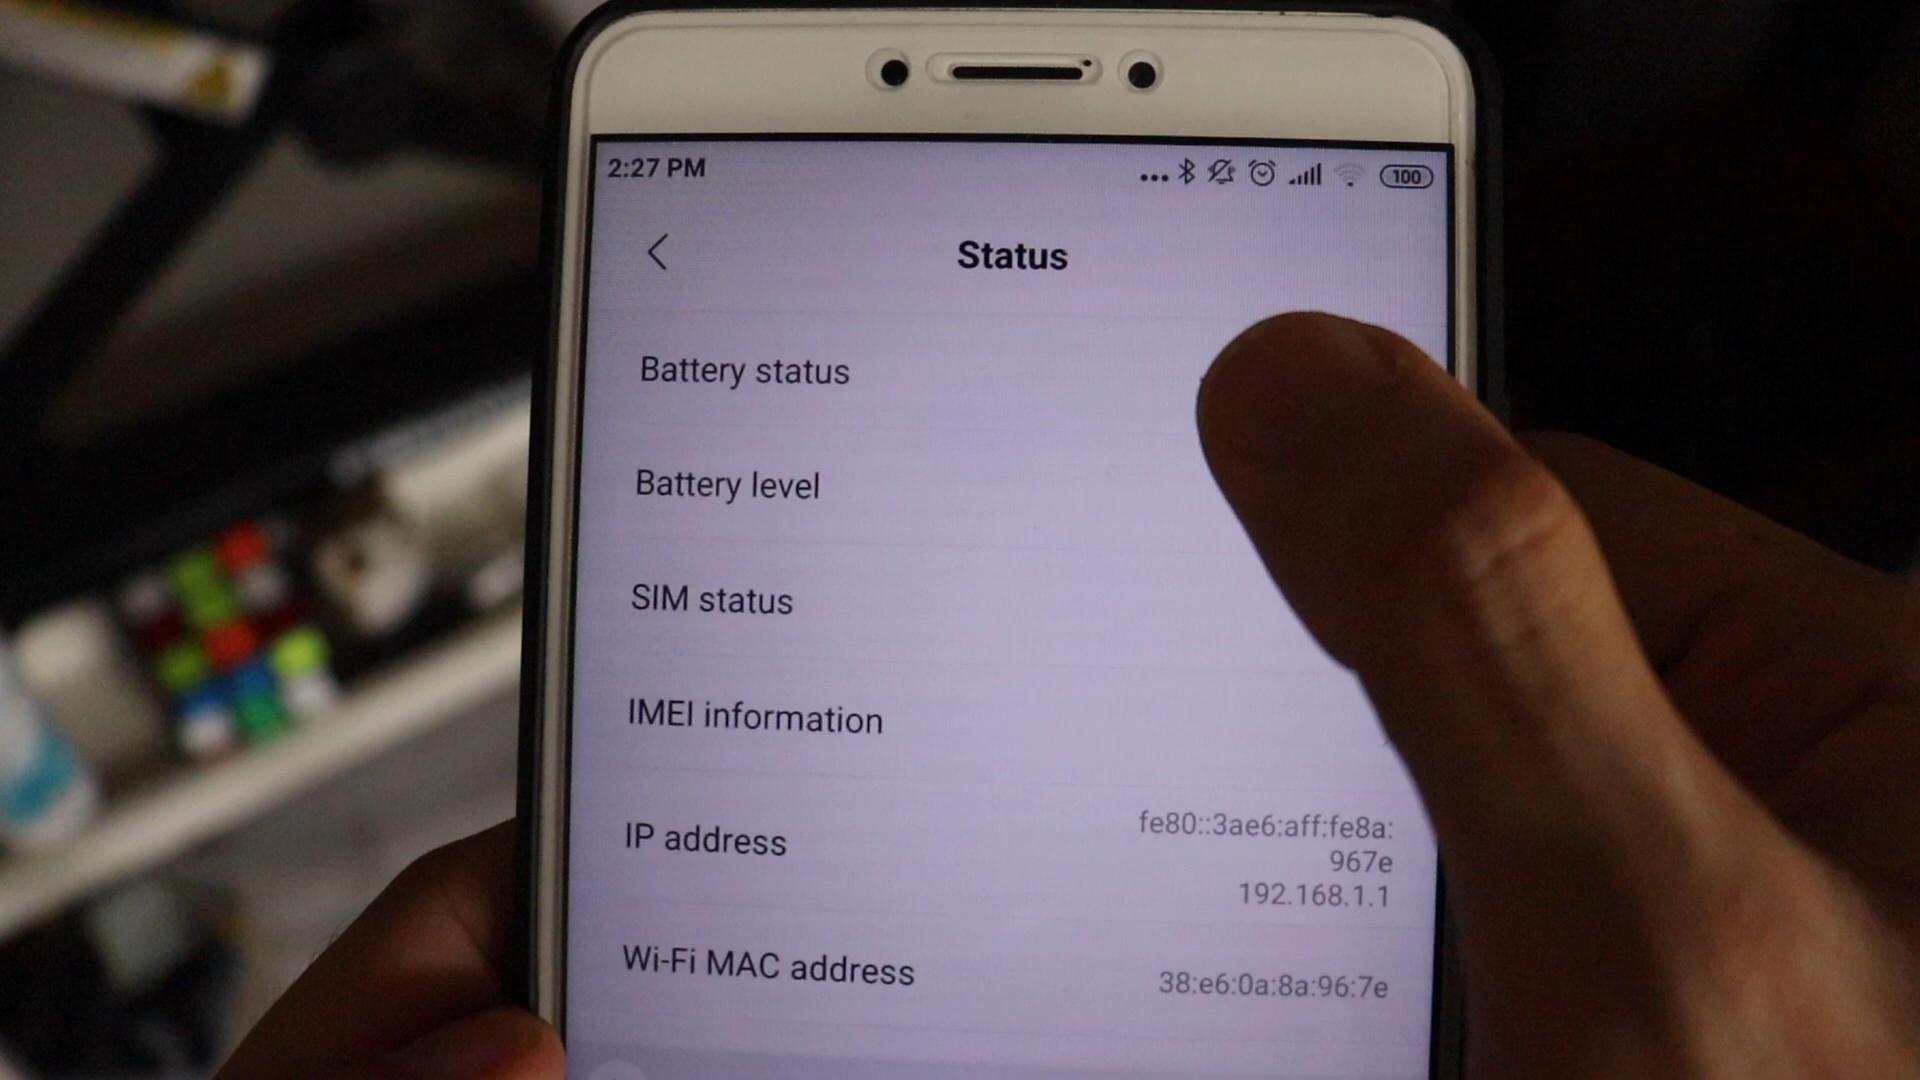 2:27 PM
100
Status
Battery status
Battery level
SIM status
IMEI information
IP address
fe80::3ae6:aff:fe8a:
967e
192.168.1.1
Wi-Fi MAC address
38:e6:0a:8a:96:7e